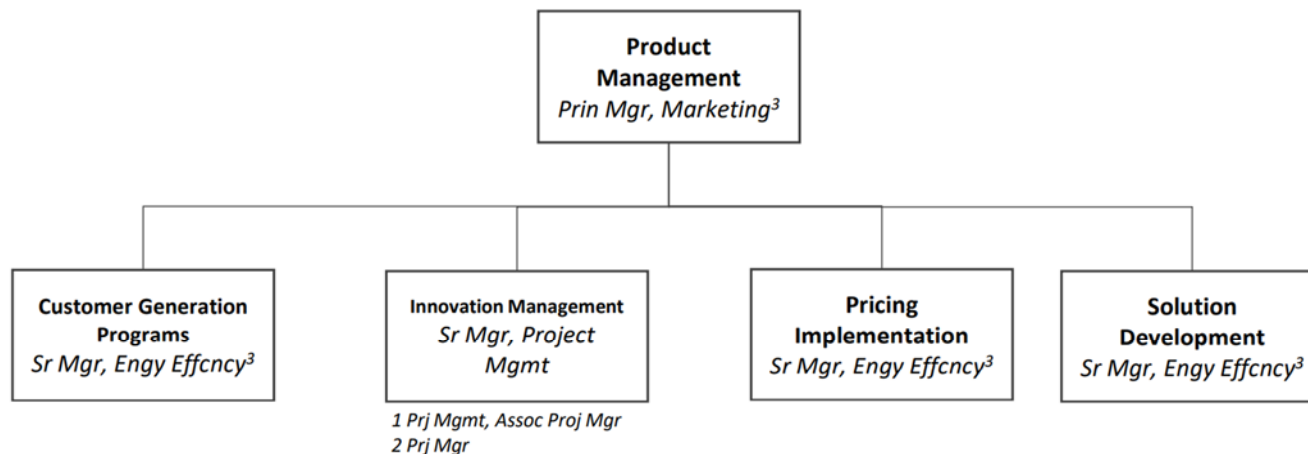 Product
Management
Prin Mgr, Marketing³
Customer Generation
Programs
Sr Mgr, Engy Effcncy³
Innovation Management
Sr Mgr, Project
Mgmt
1 Prj Mgmt, Assoc Proj Mgr
2 Prj Mgr
Pricing
Implementation
Sr Mgr, Engy Effcncy³
Solution
Development
Sr Mgr, Engy Effcncy³